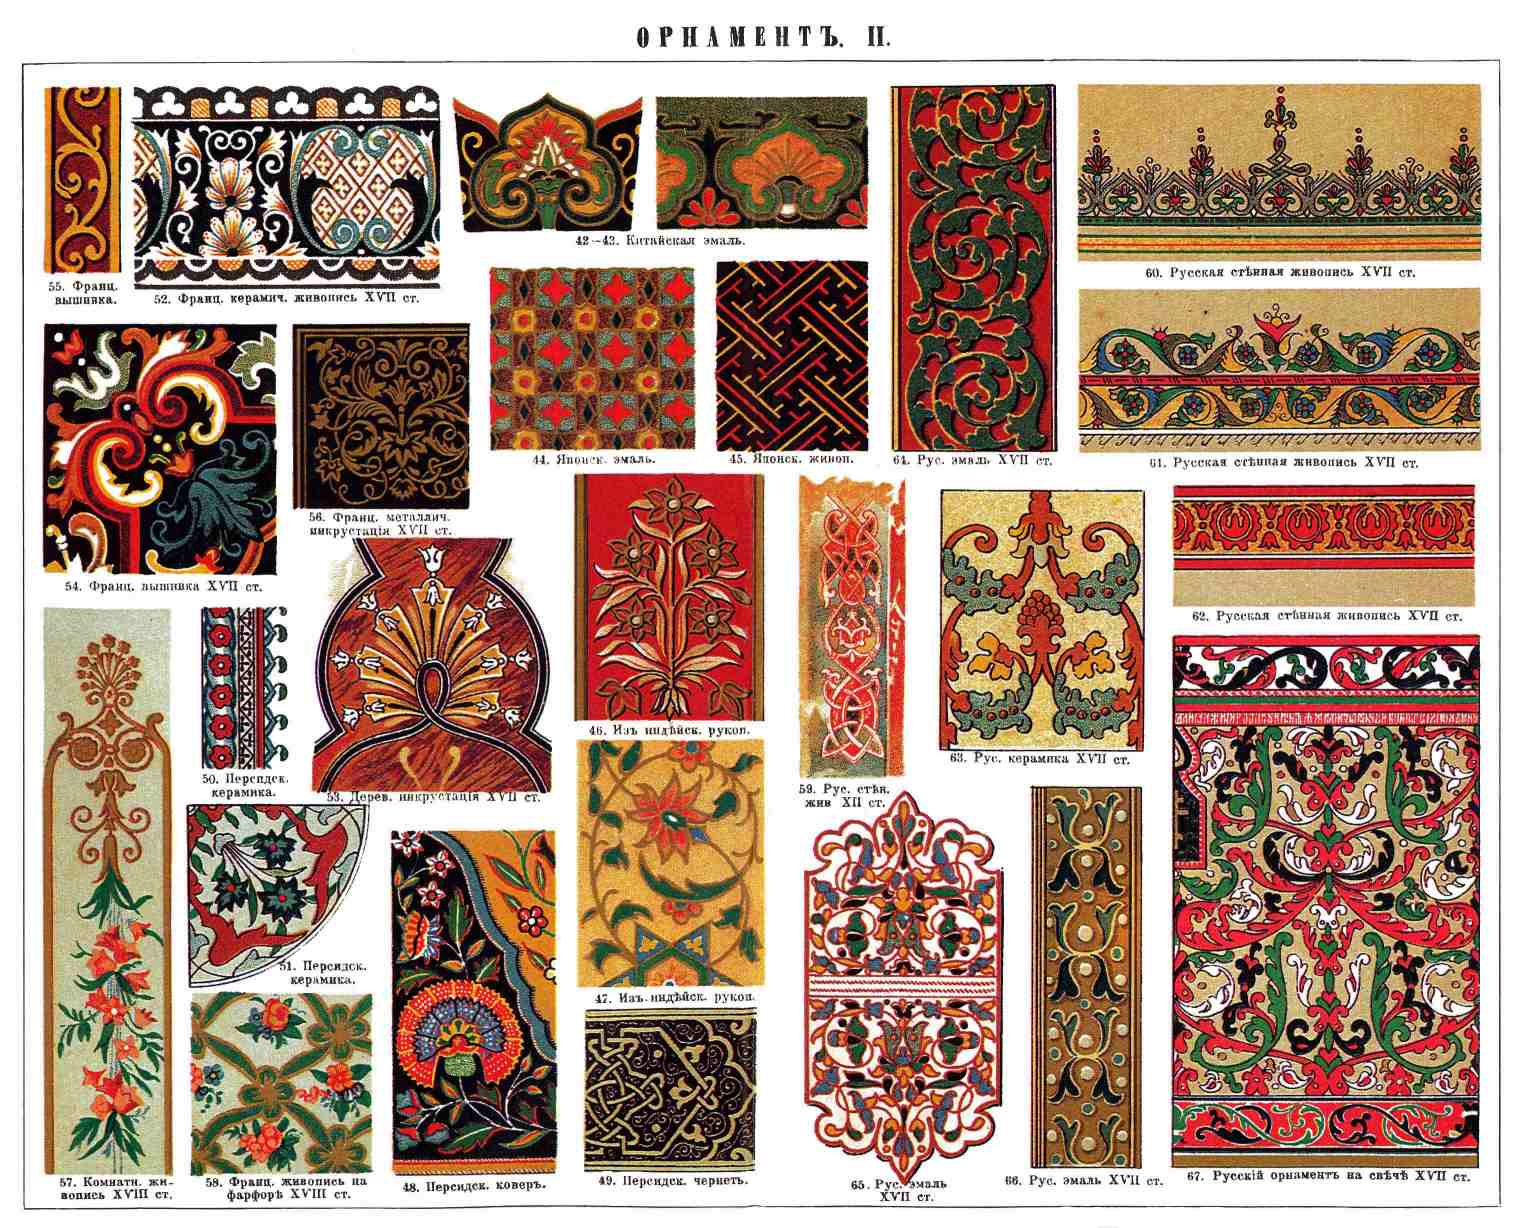 ОРНАМЕНТЪ. II.
55. Франц.
вышивка.
52. Франц. керамич. живопись XVII ст.
42—43. Китайская эмаль.
60. Русская стѣнная живопись XVII ст.
44. Японск. эмаль.
45. Японск. живоп.
64. Рус. эмаль XVII ст.
61. Русская стѣнная живопись XVII ст.
56. Франц. металлич.
инкрустація XVII ст.
54. Франц. вышивка XVII ст.
62. Русская стѣнная живопись XVII ст.
46. Изъ индѣйск. рукоп.
63. Рус. керамика XVII ст.
50. Персидск.
керамика.
53. Дерев. инкрустація XVII ст.
59. Рус. стѣн.
жив XII ст.
51. Персидск.
керамика.
47. Изъ индѣйск. рукоп.
57. Комнатн. жи-
вопись XVIII ст.
58. Франц. живопись на
фарфорѣ XVIII ст.
48. Персидск. коверъ.
49. Персидск. чернеть.
65. Рус. эмаль
XVII ст.
66. Рус. эмаль XVII ст.
67. Русскій орнаментъ на свѣчѣ XVII ст.